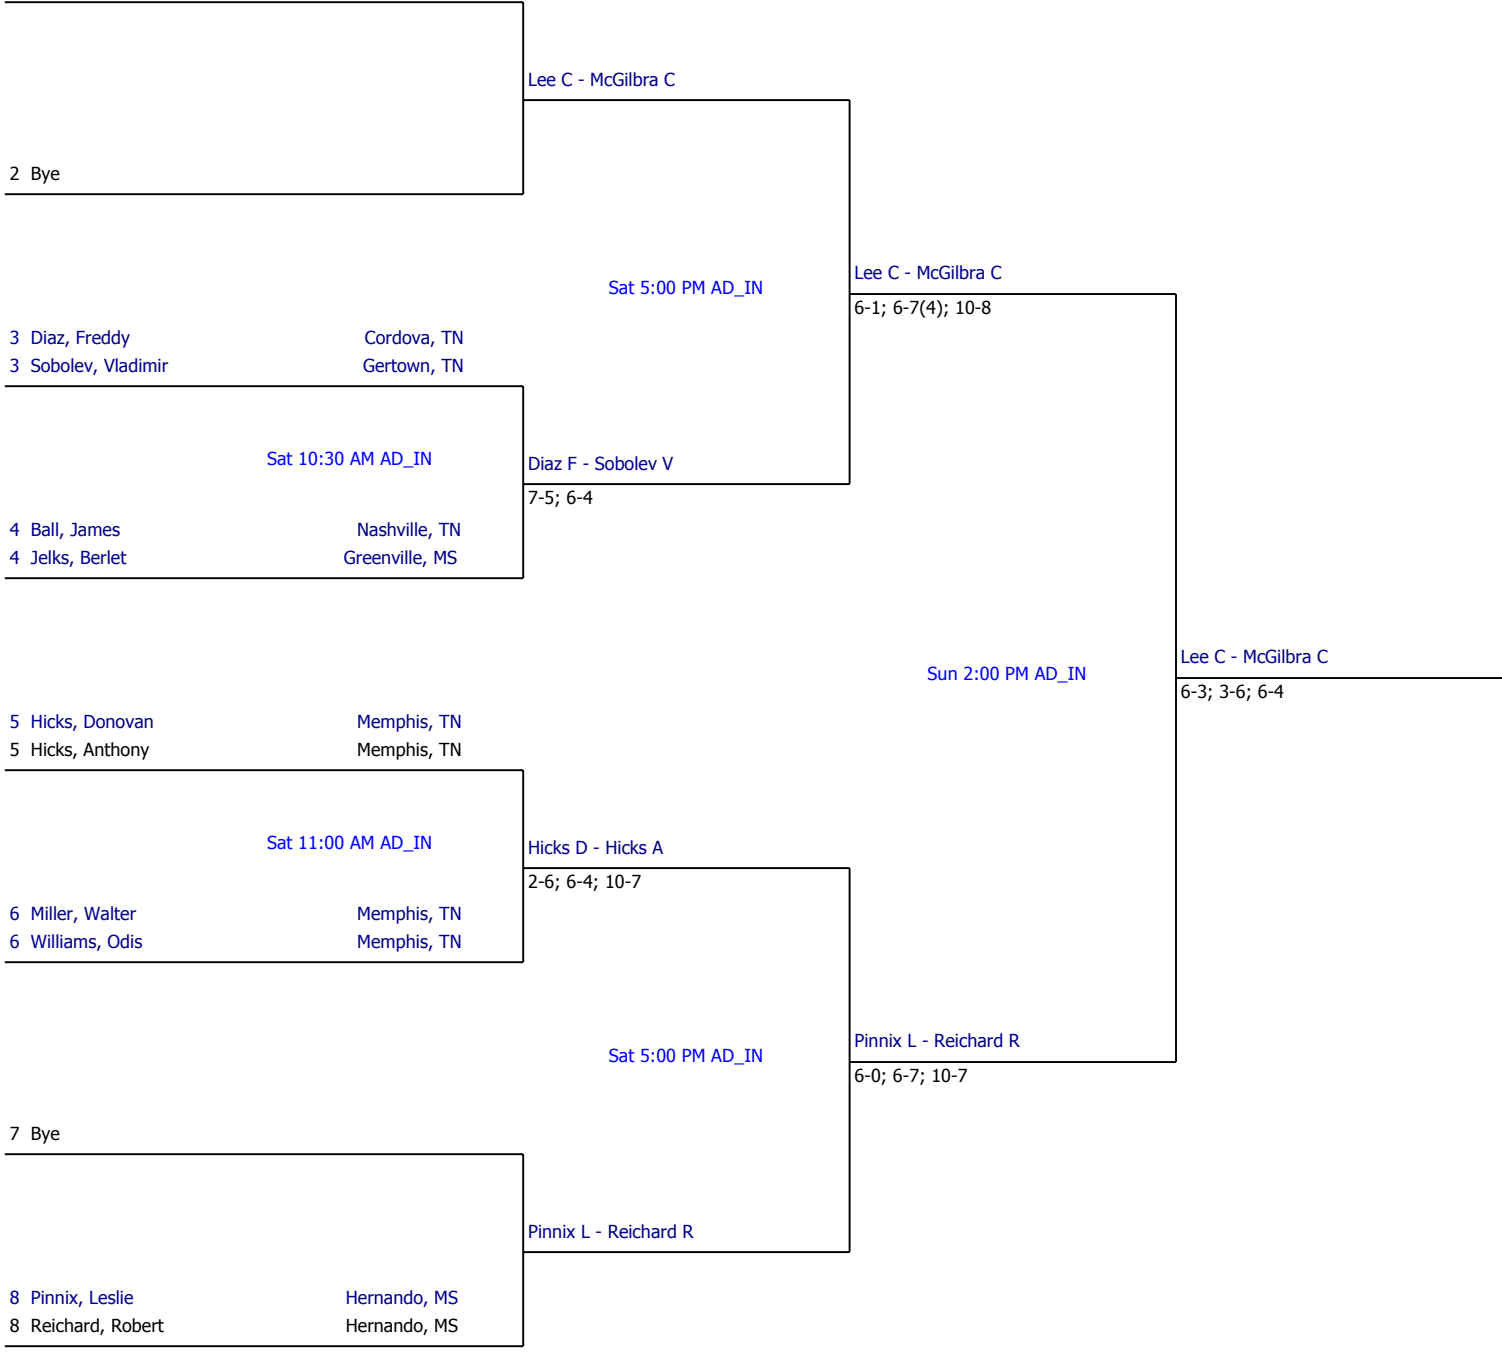 Lee C - McGilbra C
2 Bye
Sat 5:00 PM AD_IN
Lee C - McGilbra C
6-1; 6-7(4); 10-8
3 Diaz, Freddy Cordova, TN
3 Sobolev, Vladimir Gertown, TN
Sat 10:30 AM AD_IN
Diaz F - Sobolev V
7-5; 6-4
4 Ball, James Nashville, TN
4 Jelks, Berlet Greenville, MS
Sun 2:00 PM AD_IN
Lee C - McGilbra C
6-3; 3-6; 6-4
5 Hicks, Donovan Memphis, TN
5 Hicks, Anthony Memphis, TN
Sat 11:00 AM AD_IN
Hicks D - Hicks A
2-6; 6-4; 10-7
6 Miller, Walter Memphis, TN
6 Williams, Odis Memphis, TN
Sat 5:00 PM AD_IN
Pinnix L - Reichard R
6-0; 6-7; 10-7
7 Bye
Pinnix L - Reichard R
8 Pinnix, Leslie Hernando, MS
8 Reichard, Robert Hernando, MS